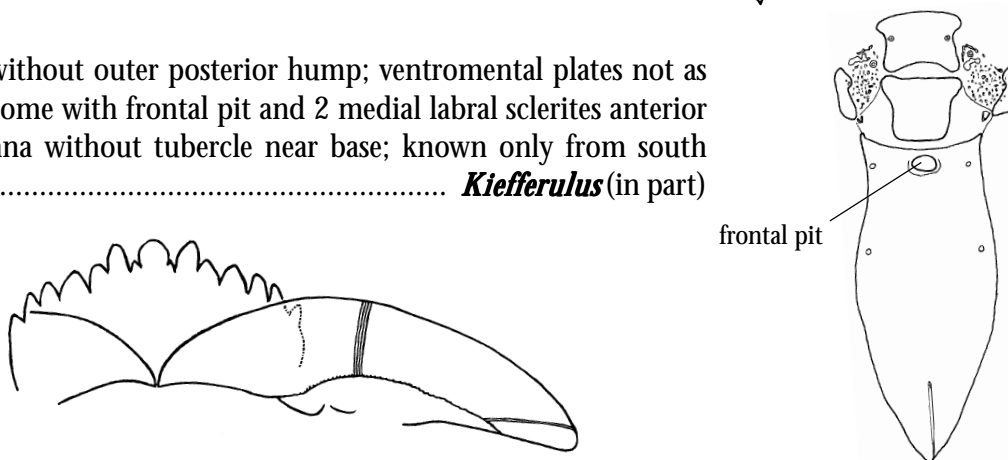 without outer posterior hump; ventromental plates not as
ome with frontal pit and 2 medial labral sclerites anterior
na without tubercle near base; known only from south
.................................................................................. Kiefferulus (in part)
frontal pit